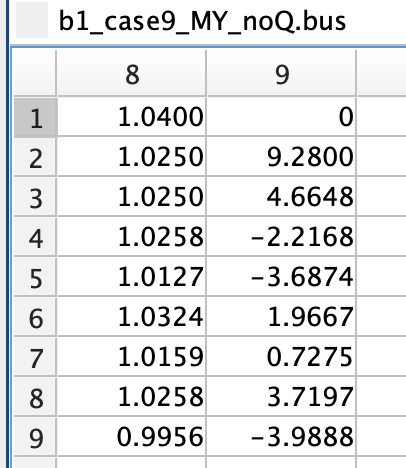 b1_case9_MY_noQ.bus
8 9
1 1.0400 0
2 1.0250 9.2800
3 1.0250 4.6648
4 1.0258 -2.2168
5 1.0127 -3.6874
6 1.0324 1.9667
7 1.0159 0.7275
8 1.0258 3.7197
9 0.9956 -3.9888